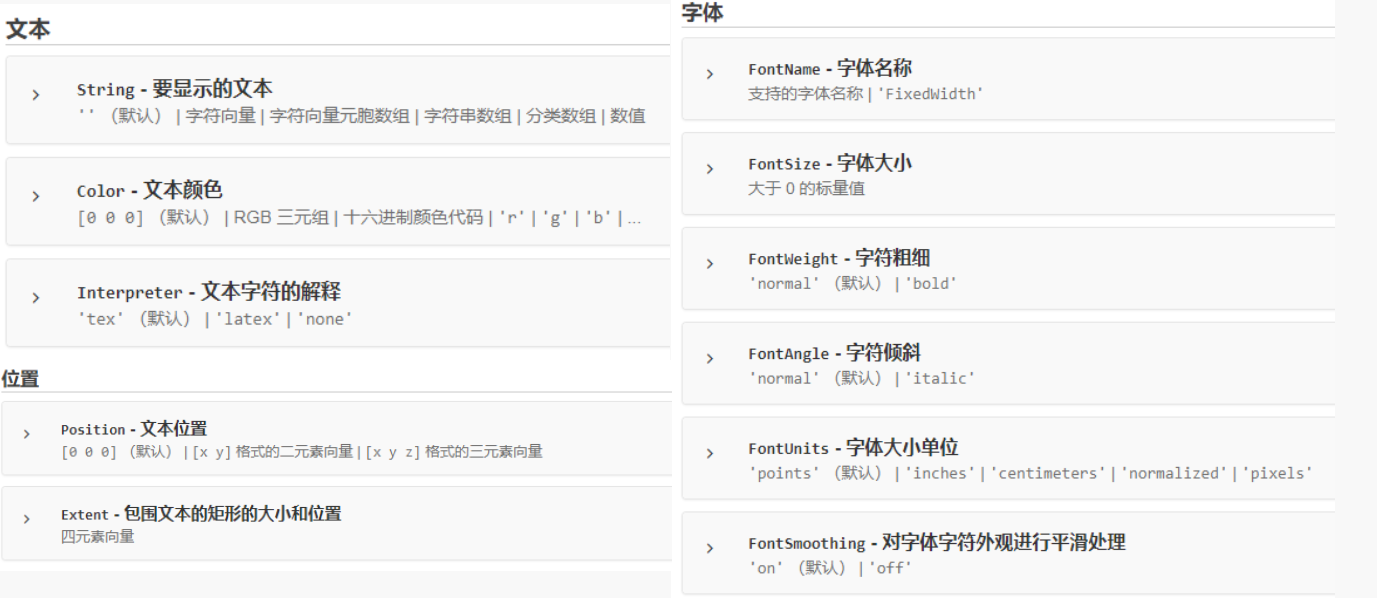 文本
String - 要显示的文本
''（默认） | 字符向量 | 字符向量元胞数组 | 字符串数组 | 分类数组 | 数值
Color - 文本颜色
[0 0 0]（默认） | RGB 三元组 | 十六进制颜色代码 | 'r' | 'g' | 'b' | ...
Interpreter - 文本字符的解释
'tex'（默认） | 'latex' | 'none'
位置
Position - 文本位置
[0 0 0]（默认） | [x y] 格式的二元素向量 | [x y z] 格式的三元素向量
Extent - 包围文本的矩形的大小和位置
四元素向量
字体
FontName - 字体名称
支持的字体名称 | 'FixedWidth'
FontSize - 字体大小
大于 0 的标量值
FontWeight - 字符粗细
'normal'（默认） | 'bold'
FontAngle - 字符倾斜
'normal'（默认） | 'italic'
FontUnits - 字体大小单位
'points'（默认） | 'inches' | 'centimeters' | 'normalized' | 'pixels'
FontSmoothing - 对字体字符外观进行平滑处理
'on'（默认） | 'off'